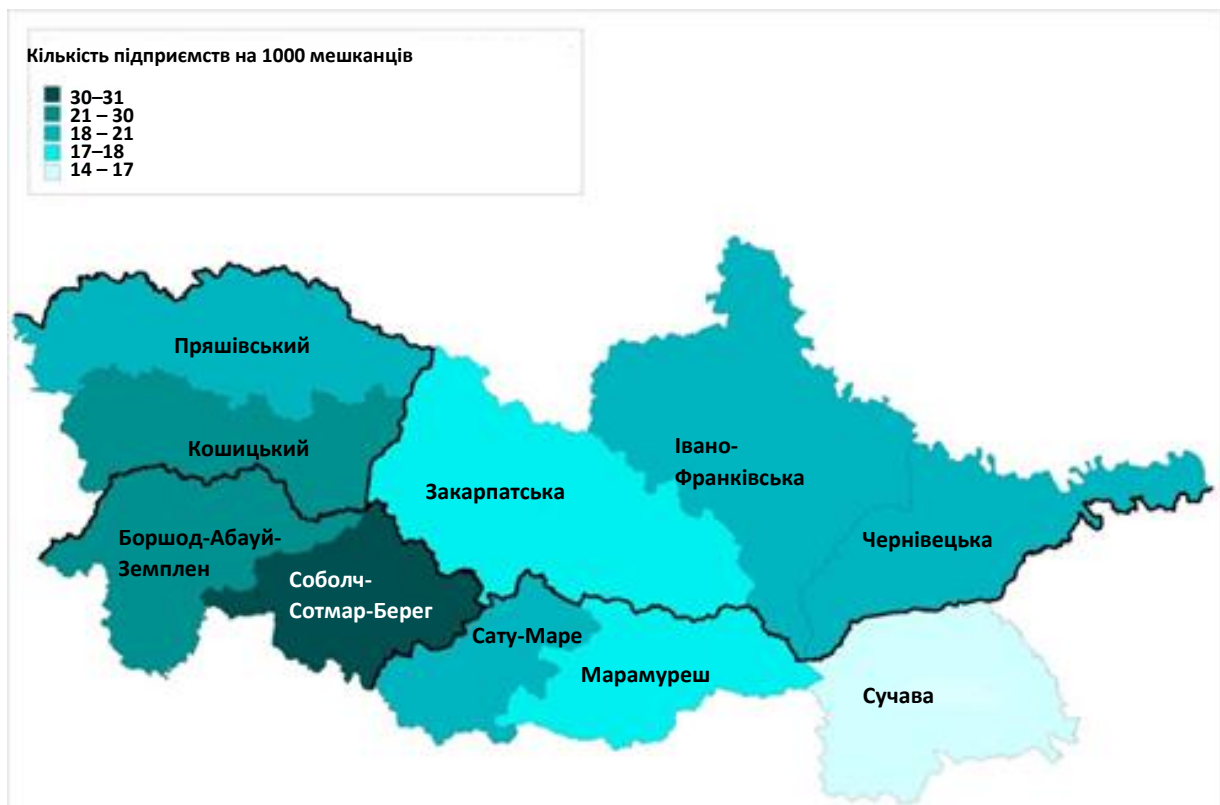 Кількість підприємств на 1000 мешканців
30–31
21 – 30
18 – 21
17–18
14 – 17
Пряшівський
Кошицький
Івано-
Франківська
Закарпатська
Боршод-Абауй-
Земплен
Чернівецька
Соболч-
Сотмар-Берег
Сату-Маре
Марамуреш
Сучава